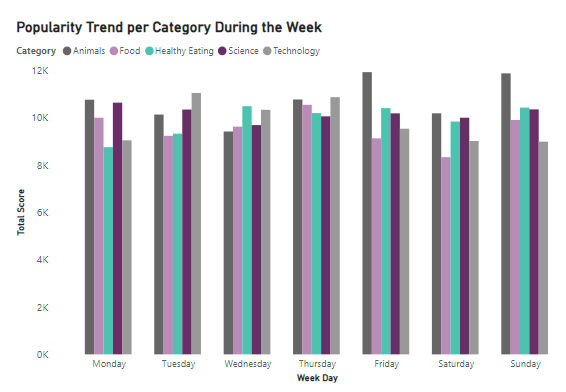 Popularity Trend per Category During the Week
Category Animals Food Healthy Eating Science Technology
12K
10K
8K
6K
4K
2K
0K
Total Score
Monday Tuesday Wednesday Thursday Friday Saturday Sunday
Week Day